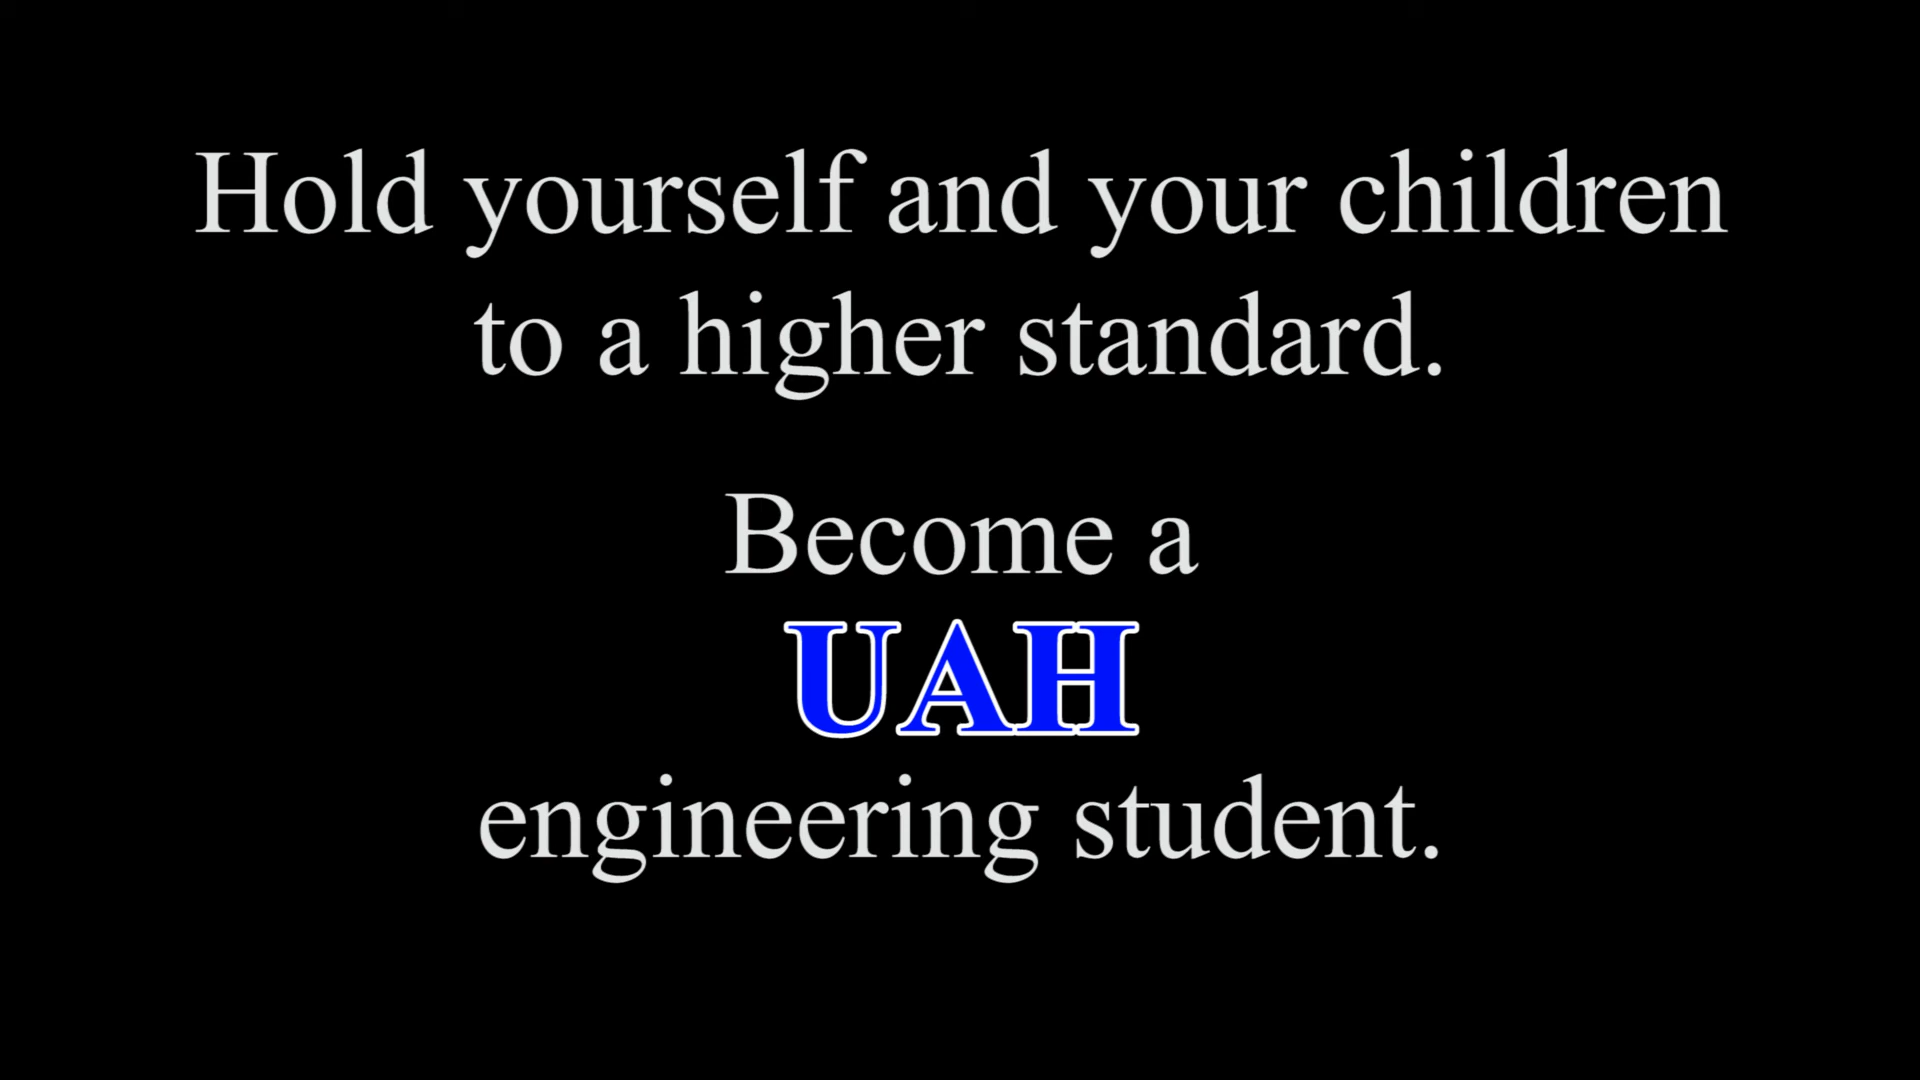 Hold yourself and your children
to a higher standard.
Become a
UAH
engineering student.